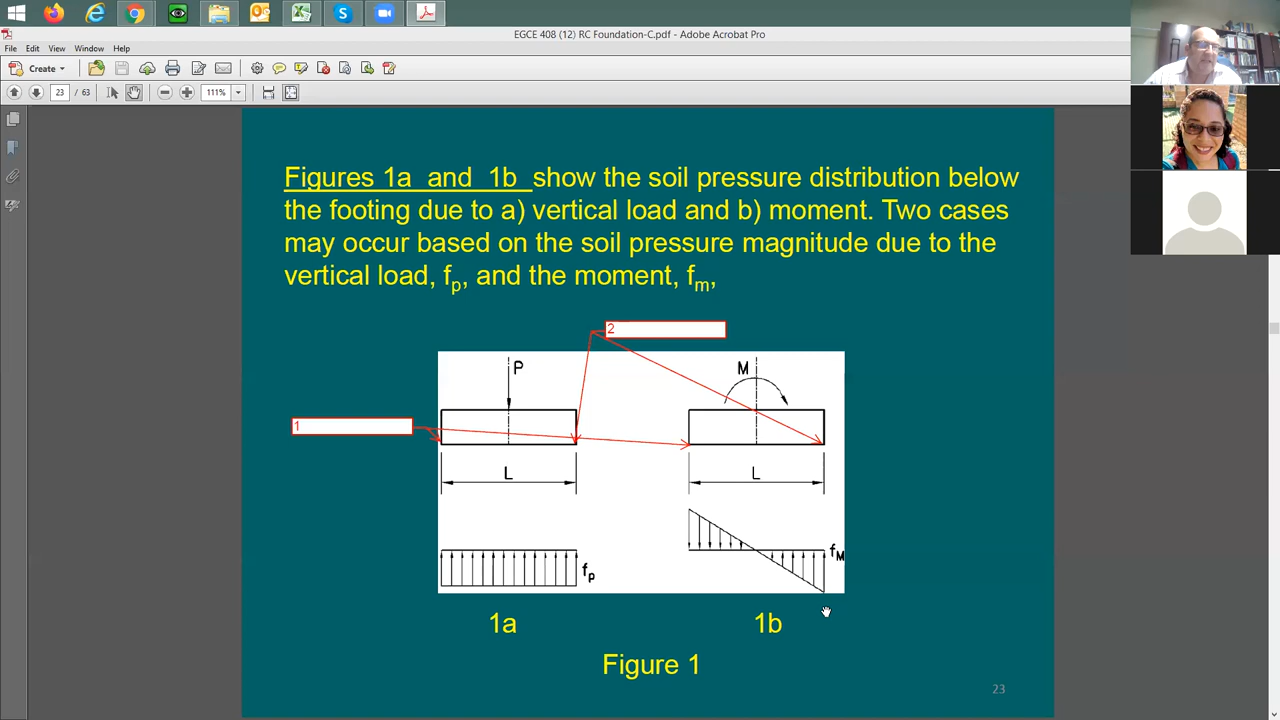 EGCE 408 (12) RC Foundation-C.pdf - Adobe Acrobat Pro
File Edit View Window Help
Create
23 / 63 111%
Figures 1a and 1b show the soil pressure distribution below
the footing due to a) vertical load and b) moment. Two cases
may occur based on the soil pressure magnitude due to the
vertical load, fp, and the moment, fm,
2
P M
1
L L
fM
fp
1a 1b
Figure 1
23